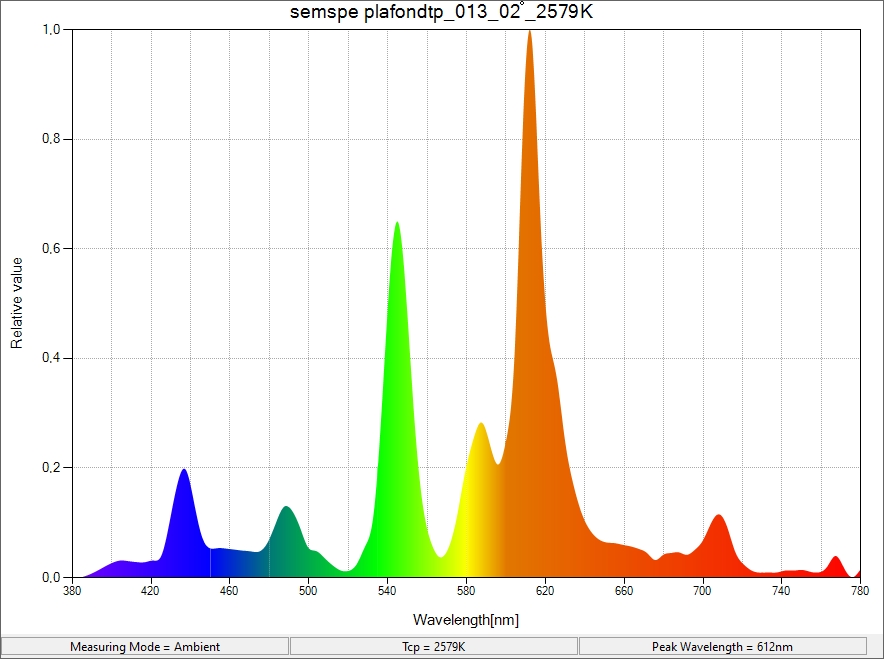 semspe plafondtp_013_02°_2579K
1,0
0,8
0,6
0,4
0,2
0,0
Relative value
380 420 460 500 540 580 620 660 700 740 780
Wavelength[nm]
Measuring Mode = Ambient Tcp = 2579K Peak Wavelength = 612nm